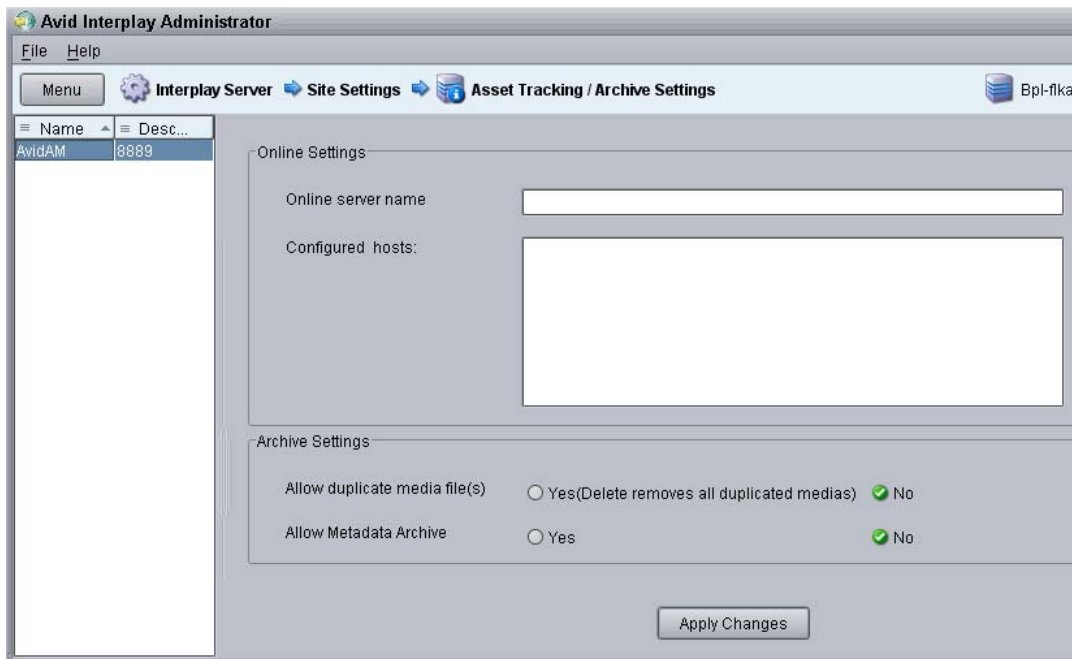 Avid Interplay Administrator
File Help
Menu Interplay Server Site Settings Asset Tracking / Archive Settings Bpl-flka
Name Desc...
AvidAM 8889
Online Settings
Online server name
Configured hosts:
Archive Settings
Allow duplicate media file(s) Yes(Delete removes all duplicated medias) No
Allow Metadata Archive Yes No
Apply Changes